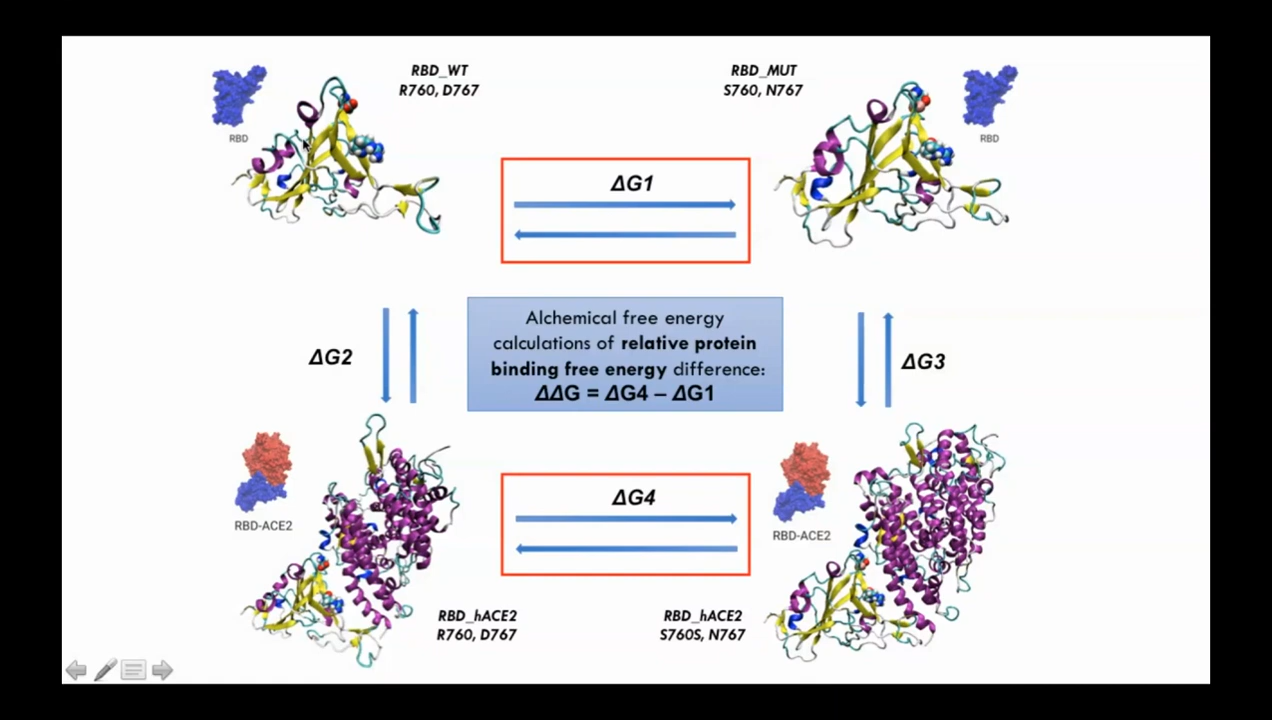 RBD_WT
R760, D767
RBD
RBD_MUT
S760, N767
RBD
ΔG1
ΔG2
Alchemical free energy
calculations of relative protein
binding free energy difference:
ΔΔG = ΔG4 – ΔG1
ΔG3
RBD-ACE2
ΔG4
RBD-ACE2
RBD_hACE2
R760, D767
RBD_hACE2
S760S, N767